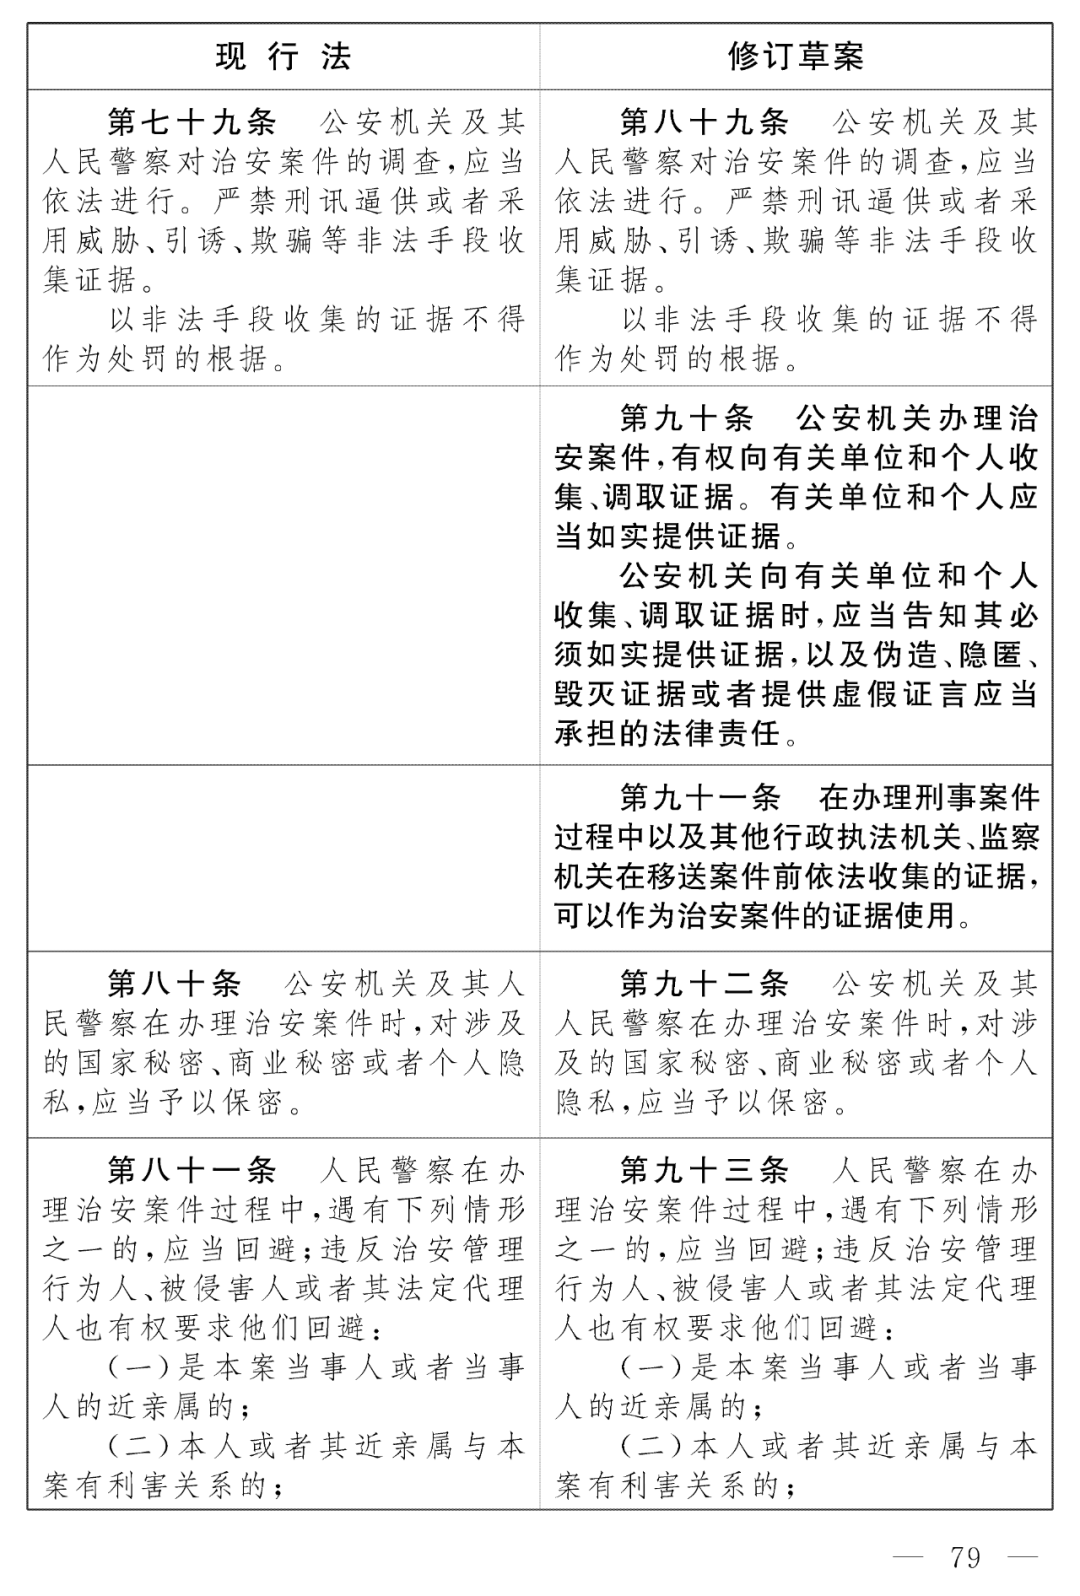 现行法
修订草案
第七十九条 公安机关及其
人民警察对治安案件的调查,应当
依法进行。严禁刑讯逼供或者采
用威胁、引诱、欺骗等非法手段收
集证据。
以非法手段收集的证据不得
作为处罚的根据。
第八十九条 公安机关及其
人民警察对治安案件的调查,应当
依法进行。严禁刑讯逼供或者采
用威胁、引诱、欺骗等非法手段收
集证据。
以非法手段收集的证据不得
作为处罚的根据。
第九十条 公安机关办理治
安案件,有权向有关单位和个人收
集、调取证据。有关单位和个人应
当如实提供证据。
公安机关向有关单位和个人
收集、调取证据时,应当告知其必
须如实提供证据,以及伪造、隐匿、
毁灭证据或者提供虚假证言应当
承担的法律责任。
第九十一条 在办理刑事案件
过程中以及其他行政执法机关、监察
机关在移送案件前依法收集的证据,
可以作为治安案件的证据使用。
第八十条 公安机关及其人
民警察在办理治安案件时,对涉及
的国家秘密、商业秘密或者个人隐
私,应当予以保密。
第九十二条 公安机关及其
人民警察在办理治安案件时,对涉
及的国家秘密、商业秘密或者个人
隐私,应当予以保密。
第八十一条 人民警察在办
理治安案件过程中,遇有下列情形
之一的,应当回避;违反治安管理
行为人、被侵害人或者其法定代理
人也有权要求他们回避:
(一)是本案当事人或者当事
人的近亲属的;
(二)本人或者其近亲属与本
案有利害关系的;
第九十三条 人民警察在办
理治安案件过程中,遇有下列情形
之一的,应当回避;违反治安管理
行为人、被侵害人或者其法定代理
人也有权要求他们回避:
(一)是本案当事人或者当事
人的近亲属的;
(二)本人或者其近亲属与本
案有利害关系的;
— 79 —